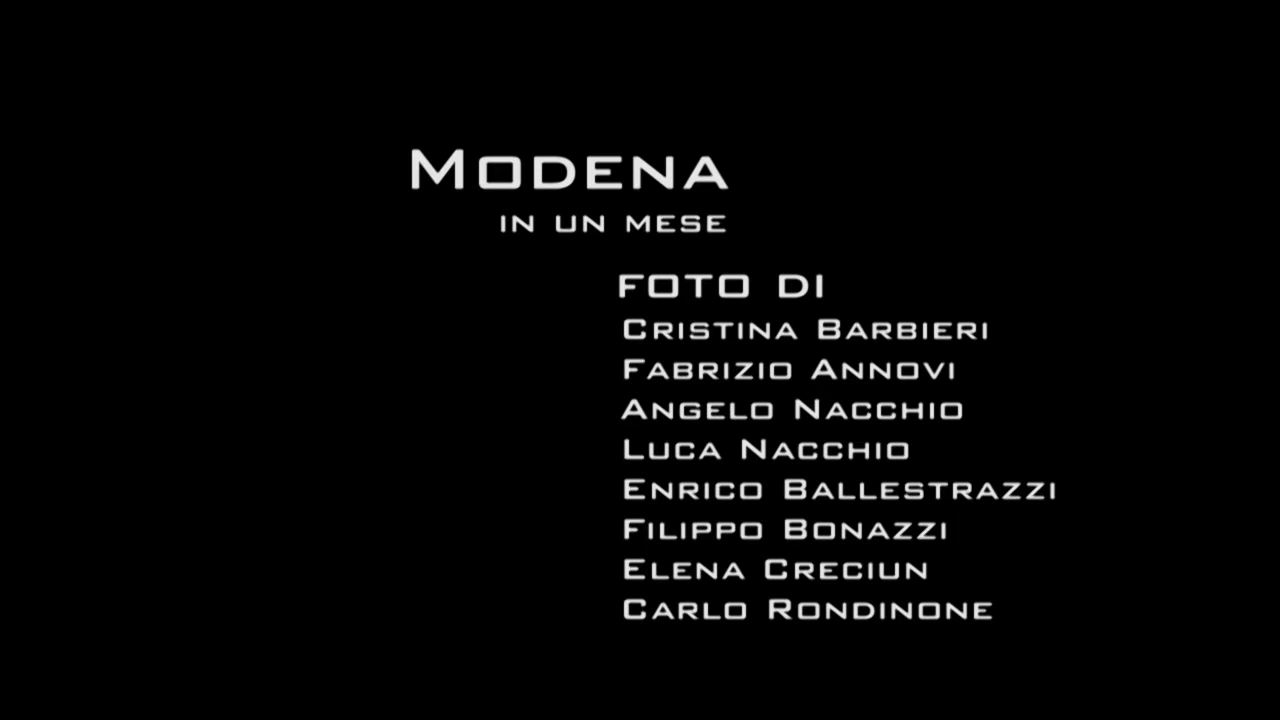 Modena
in un mese
foto di
Cristina Barbieri
Fabrizio Annovi
Angelo Nacchio
Luca Nacchio
Enrico Ballestrazzi
Filippo Bonazzi
Elena Creciun
Carlo Rondinone